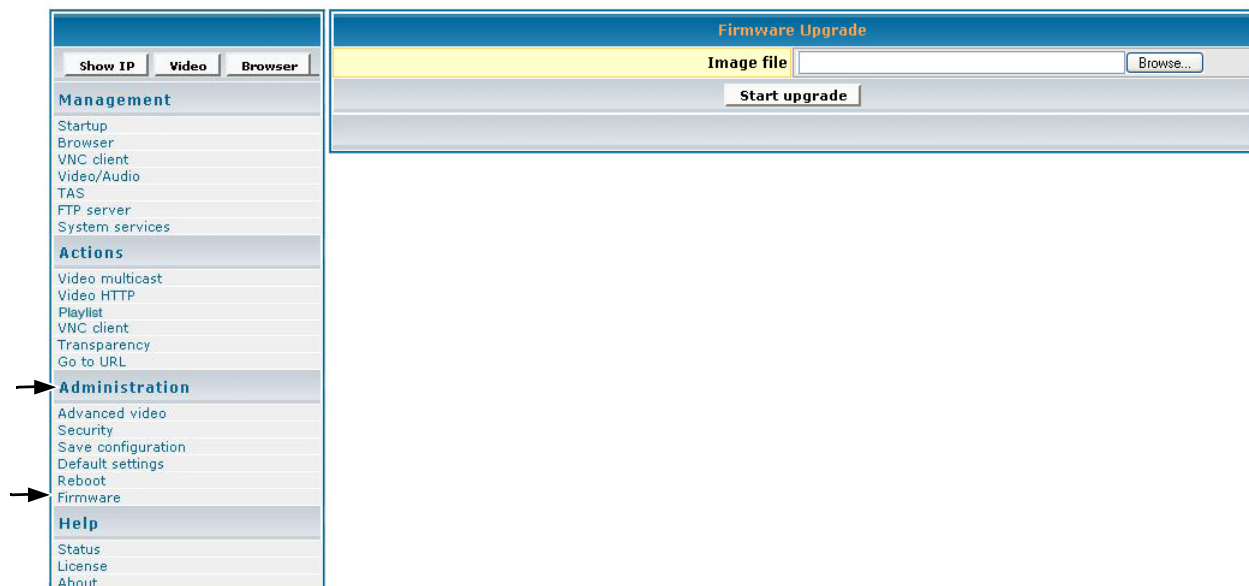 Show IP Video Browser
Management
Startup
Browser
VNC client
Video/Audio
TAS
FTP server
System services
Actions
Video multicast
Video HTTP
Playlist
VNC client
Transparency
Go to URL
Administration
Advanced video
Security
Save configuration
Default settings
Reboot
Firmware
Help
Status
License
About
Firmware Upgrade
Image file Browse...
Start upgrade